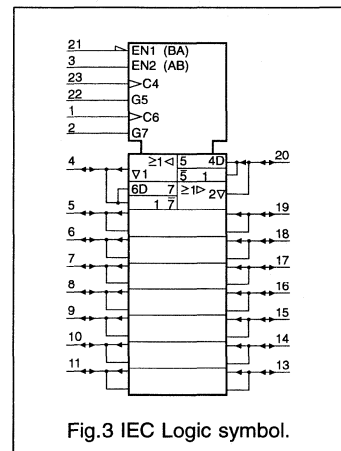 21 EN1 (BA)
3 EN2 (AB)
23 C4
22 G5
1 C6
2 G7
4 ≥1◁ 5 4D 20
∇1 5̅ 1
6D 7 ≥1▷ 2∇
1 7̅
5 19
6 18
7 17
8 16
9 15
10 14
11 13
Fig.3 IEC Logic symbol.